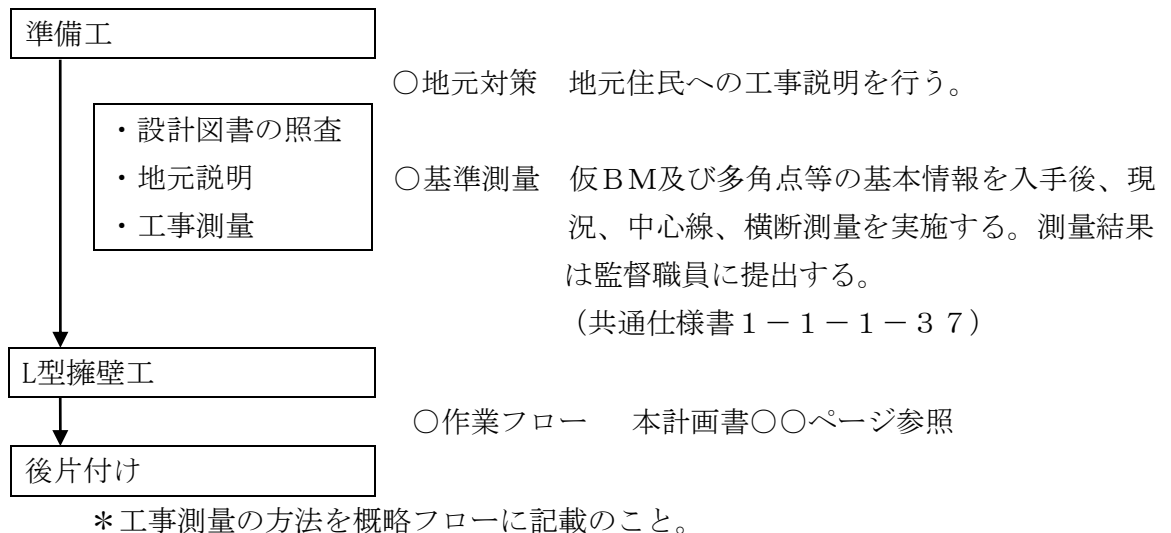 準備工
○地元対策　地元住民への工事説明を行う。
・設計図書の照査
・地元説明
・工事測量
○基準測量　仮ＢＭ及び多角点等の基本情報を入手後、現
況、中心線、横断測量を実施する。測量結果
は監督職員に提出する。
（共通仕様書１－１－１－３７）
L型擁壁工
○作業フロー　本計画書○○ページ参照
後片付け
＊工事測量の方法を概略フローに記載のこと。